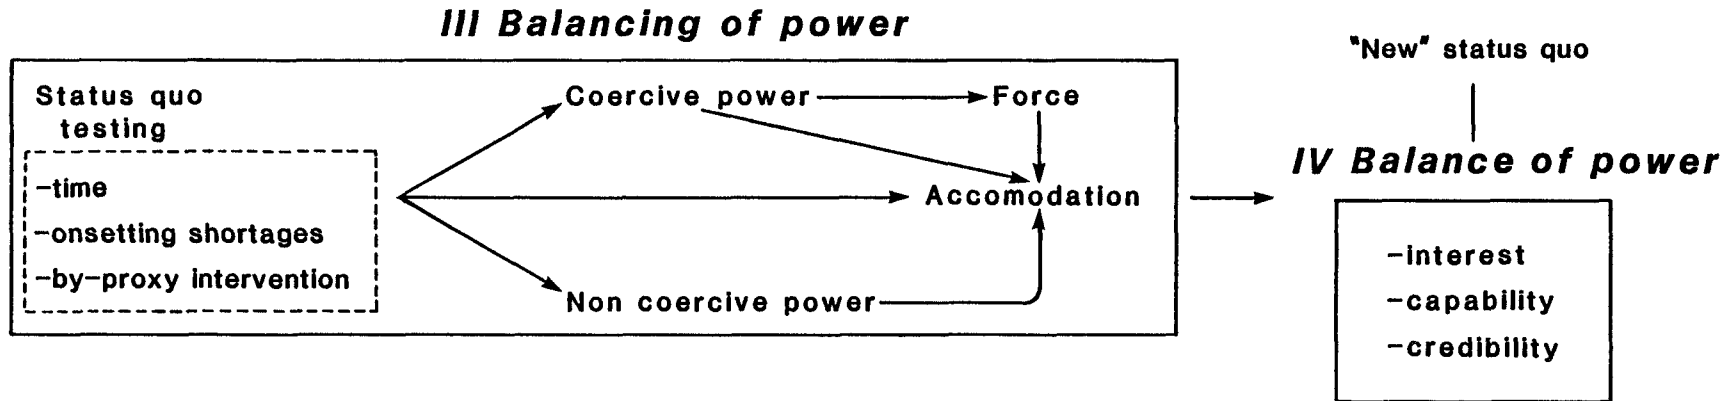 III Balancing of power
Status quo
testing
-time
-onsetting shortages
-by-proxy intervention
Coercive power
Force
Accomodation
Non coercive power
"New" status quo
IV Balance of power
-interest
-capability
-credibility